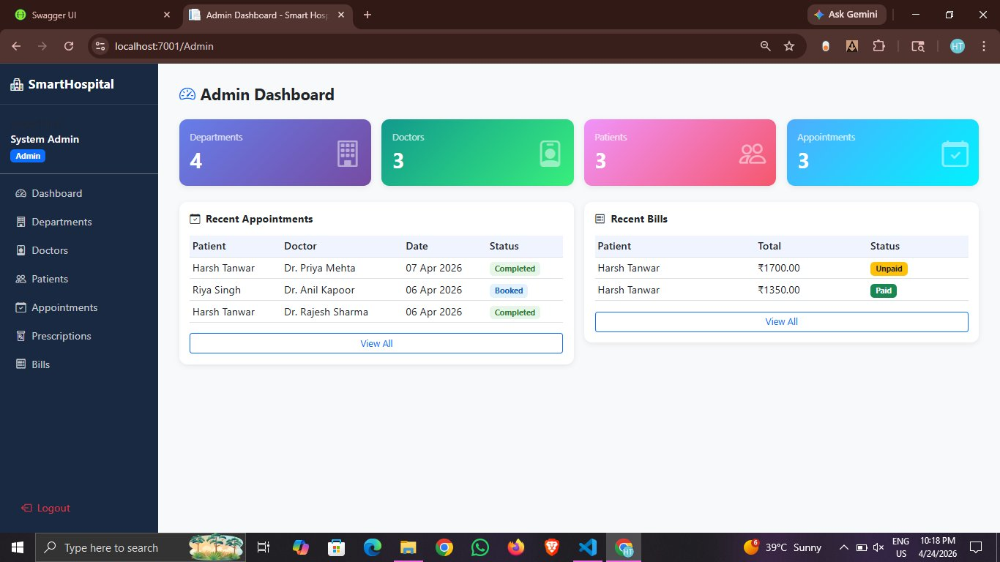 Swagger UI
Admin Dashboard - Smart Hosp
Ask Gemini
localhost:7001/Admin
HT
SmartHospital
System Admin
Admin
Dashboard
Departments
Doctors
Patients
Appointments
Prescriptions
Bills
Logout
Admin Dashboard
Departments
4
Doctors
3
Patients
3
Appointments
3
Recent Appointments
Patient Doctor Date Status
Harsh Tanwar Dr. Priya Mehta 07 Apr 2026 Completed
Riya Singh Dr. Anil Kapoor 06 Apr 2026 Booked
Harsh Tanwar Dr. Rajesh Sharma 06 Apr 2026 Completed
View All
Recent Bills
Patient Total Status
Harsh Tanwar ₹1700.00 Unpaid
Harsh Tanwar ₹1350.00 Paid
View All
Type here to search
HT
6
39°C Sunny
ENG
US
10:18 PM
4/24/2026